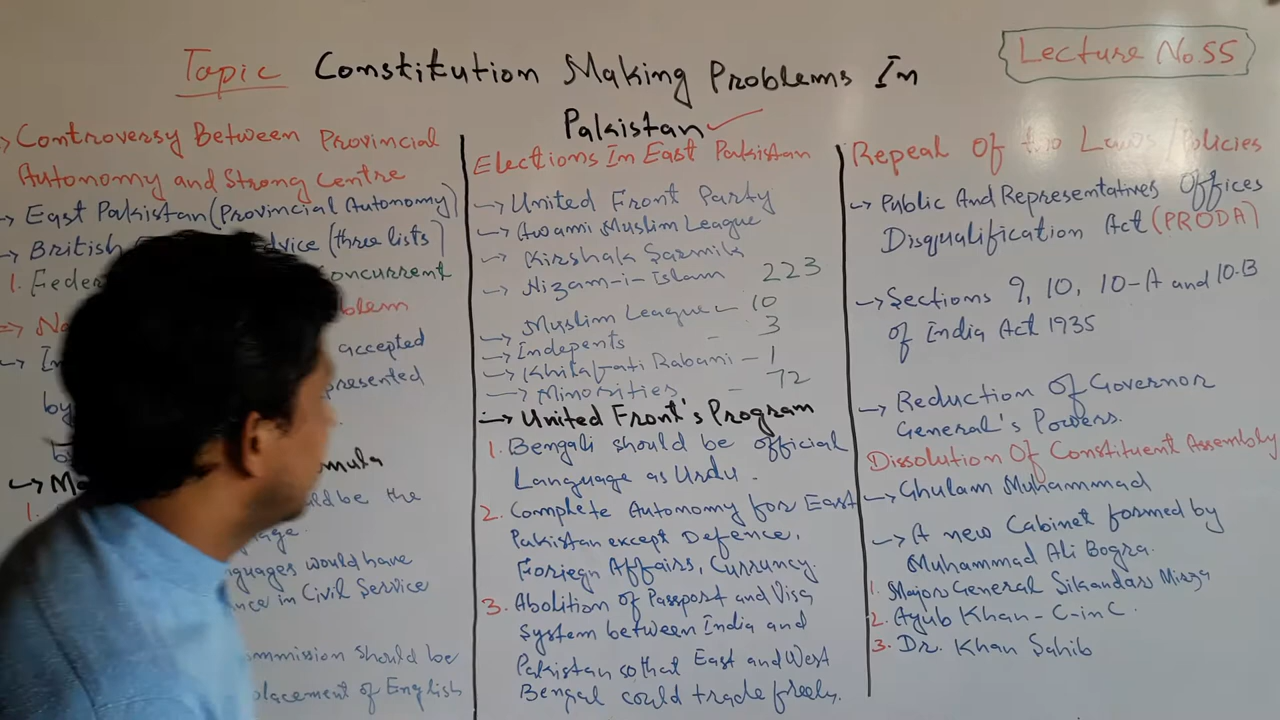 Topic Constitution Making Problems In
Pakistan
Lecture No.55
Controversy Between Provincial
Autonomy and Strong Centre
→ East Pakistan (Provincial Autonomy)
→ British dvice (three lists)
1. Feder oncurrent
⇒ N blem
→ In accepted
by presented
→ M mula
1. ld be the
guage.
nguages would have
nce in Civil Service
mmission should be
placement of English
Elections In East Pakistan
→ United Front Party
→ Awami Muslim League
→ Kirshak Sarmik
→ Nizam-i-Islam 223
→ Muslim League - 10
→ Indepents - 3
→ Khilafati Rabani - 1
→ Minorities - 72
→ United Front's Program
1. Bengali should be official
Language as Urdu.
2. Complete Autonomy for East
Pakistan except Defence,
Foriegn Affairs, Curruncy.
3. Abolition of Passport and Visa
System between India and
Pakistan so that East and West
Bengal could trade freely.
Repeal Of two Laws/Policies
→ Public And Representatives Offices
Disqualification Act (PRODA)
→ Sections 9, 10, 10-A and 10-B
of India Act 1935
→ Reduction Of Governor
General's Powers.
Dissolution Of Constituent Assembly
→ Ghulam Muhammad
→ A new Cabinet formed by
Muhammad Ali Bogra.
1. Major General Sikandar Mirza
2. Ayub Khan - C-in C.
3. Dr. Khan Sahib